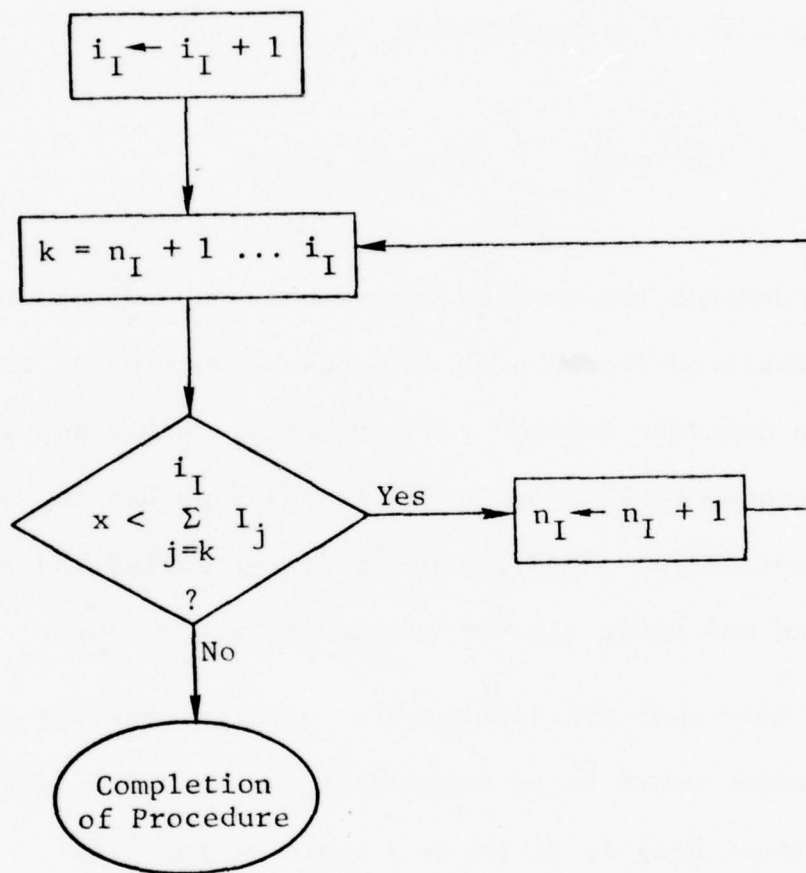 i_I ← i_I + 1
k = n_I + 1 ... i_I
i_I
x < Σ I_j
j=k
?
Yes
n_I ← n_I + 1
No
Completion
of Procedure